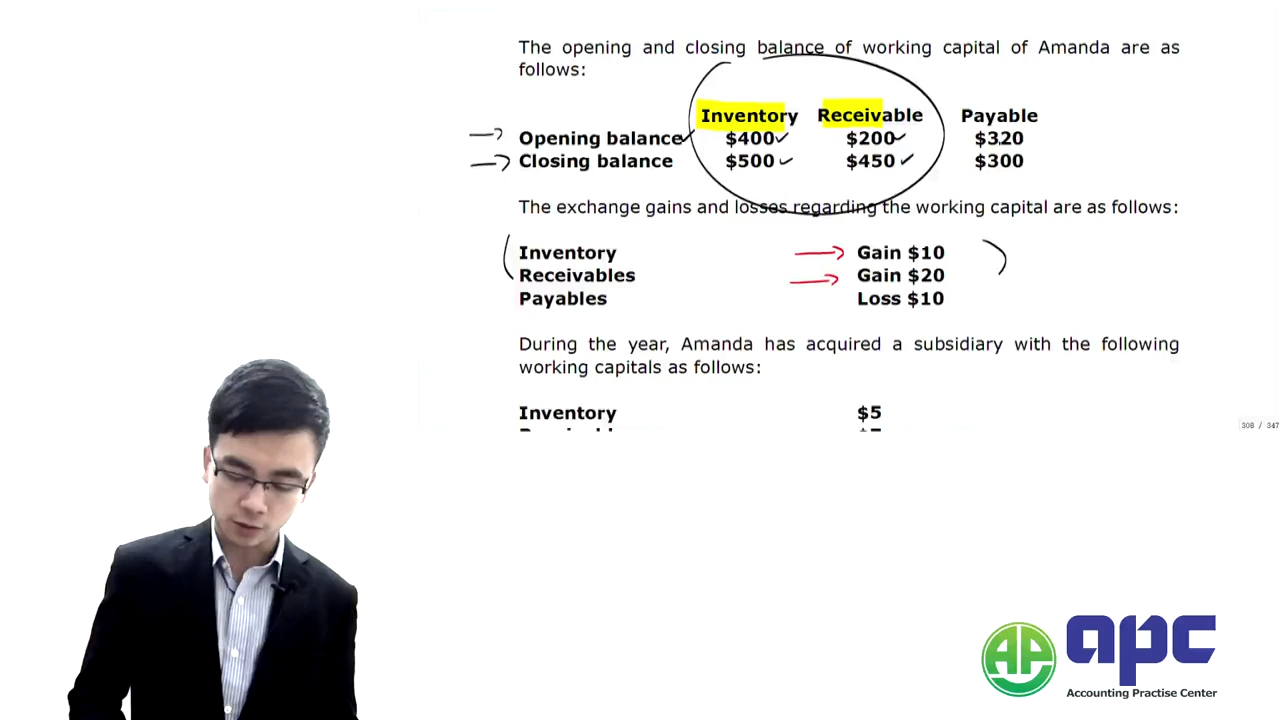 The opening and closing balance of working capital of Amanda are as
follows:
Inventory Receivable Payable
Opening balance $400 $200 $320
Closing balance $500 $450 $300
The exchange gains and losses regarding the working capital are as follows:
Inventory Gain $10
Receivables Gain $20
Payables Loss $10
During the year, Amanda has acquired a subsidiary with the following
working capitals as follows:
Inventory $5
308 / 347
AP
apc
Accounting Practise Center